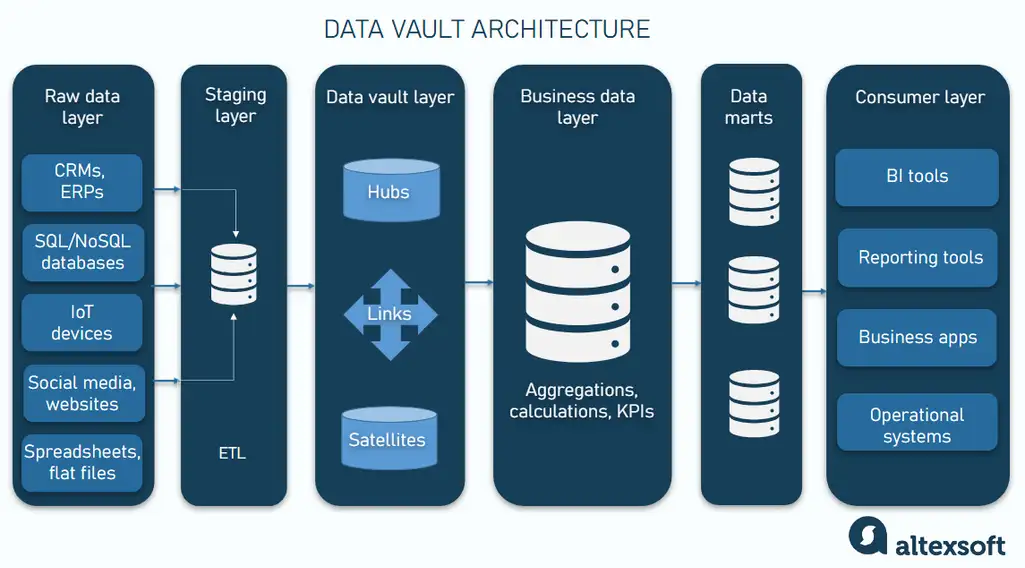 DATA VAULT ARCHITECTURE
Raw data
layer
CRMs,
ERPs
SQL/NoSQL
databases
IoT
devices
Social media,
websites
Spreadsheets,
flat files
Staging
layer
ETL
Data vault layer
Hubs
Links
Satellites
Business data
layer
Aggregations,
calculations, KPIs
Data
marts
Consumer layer
BI tools
Reporting tools
Business apps
Operational
systems
altexsoft